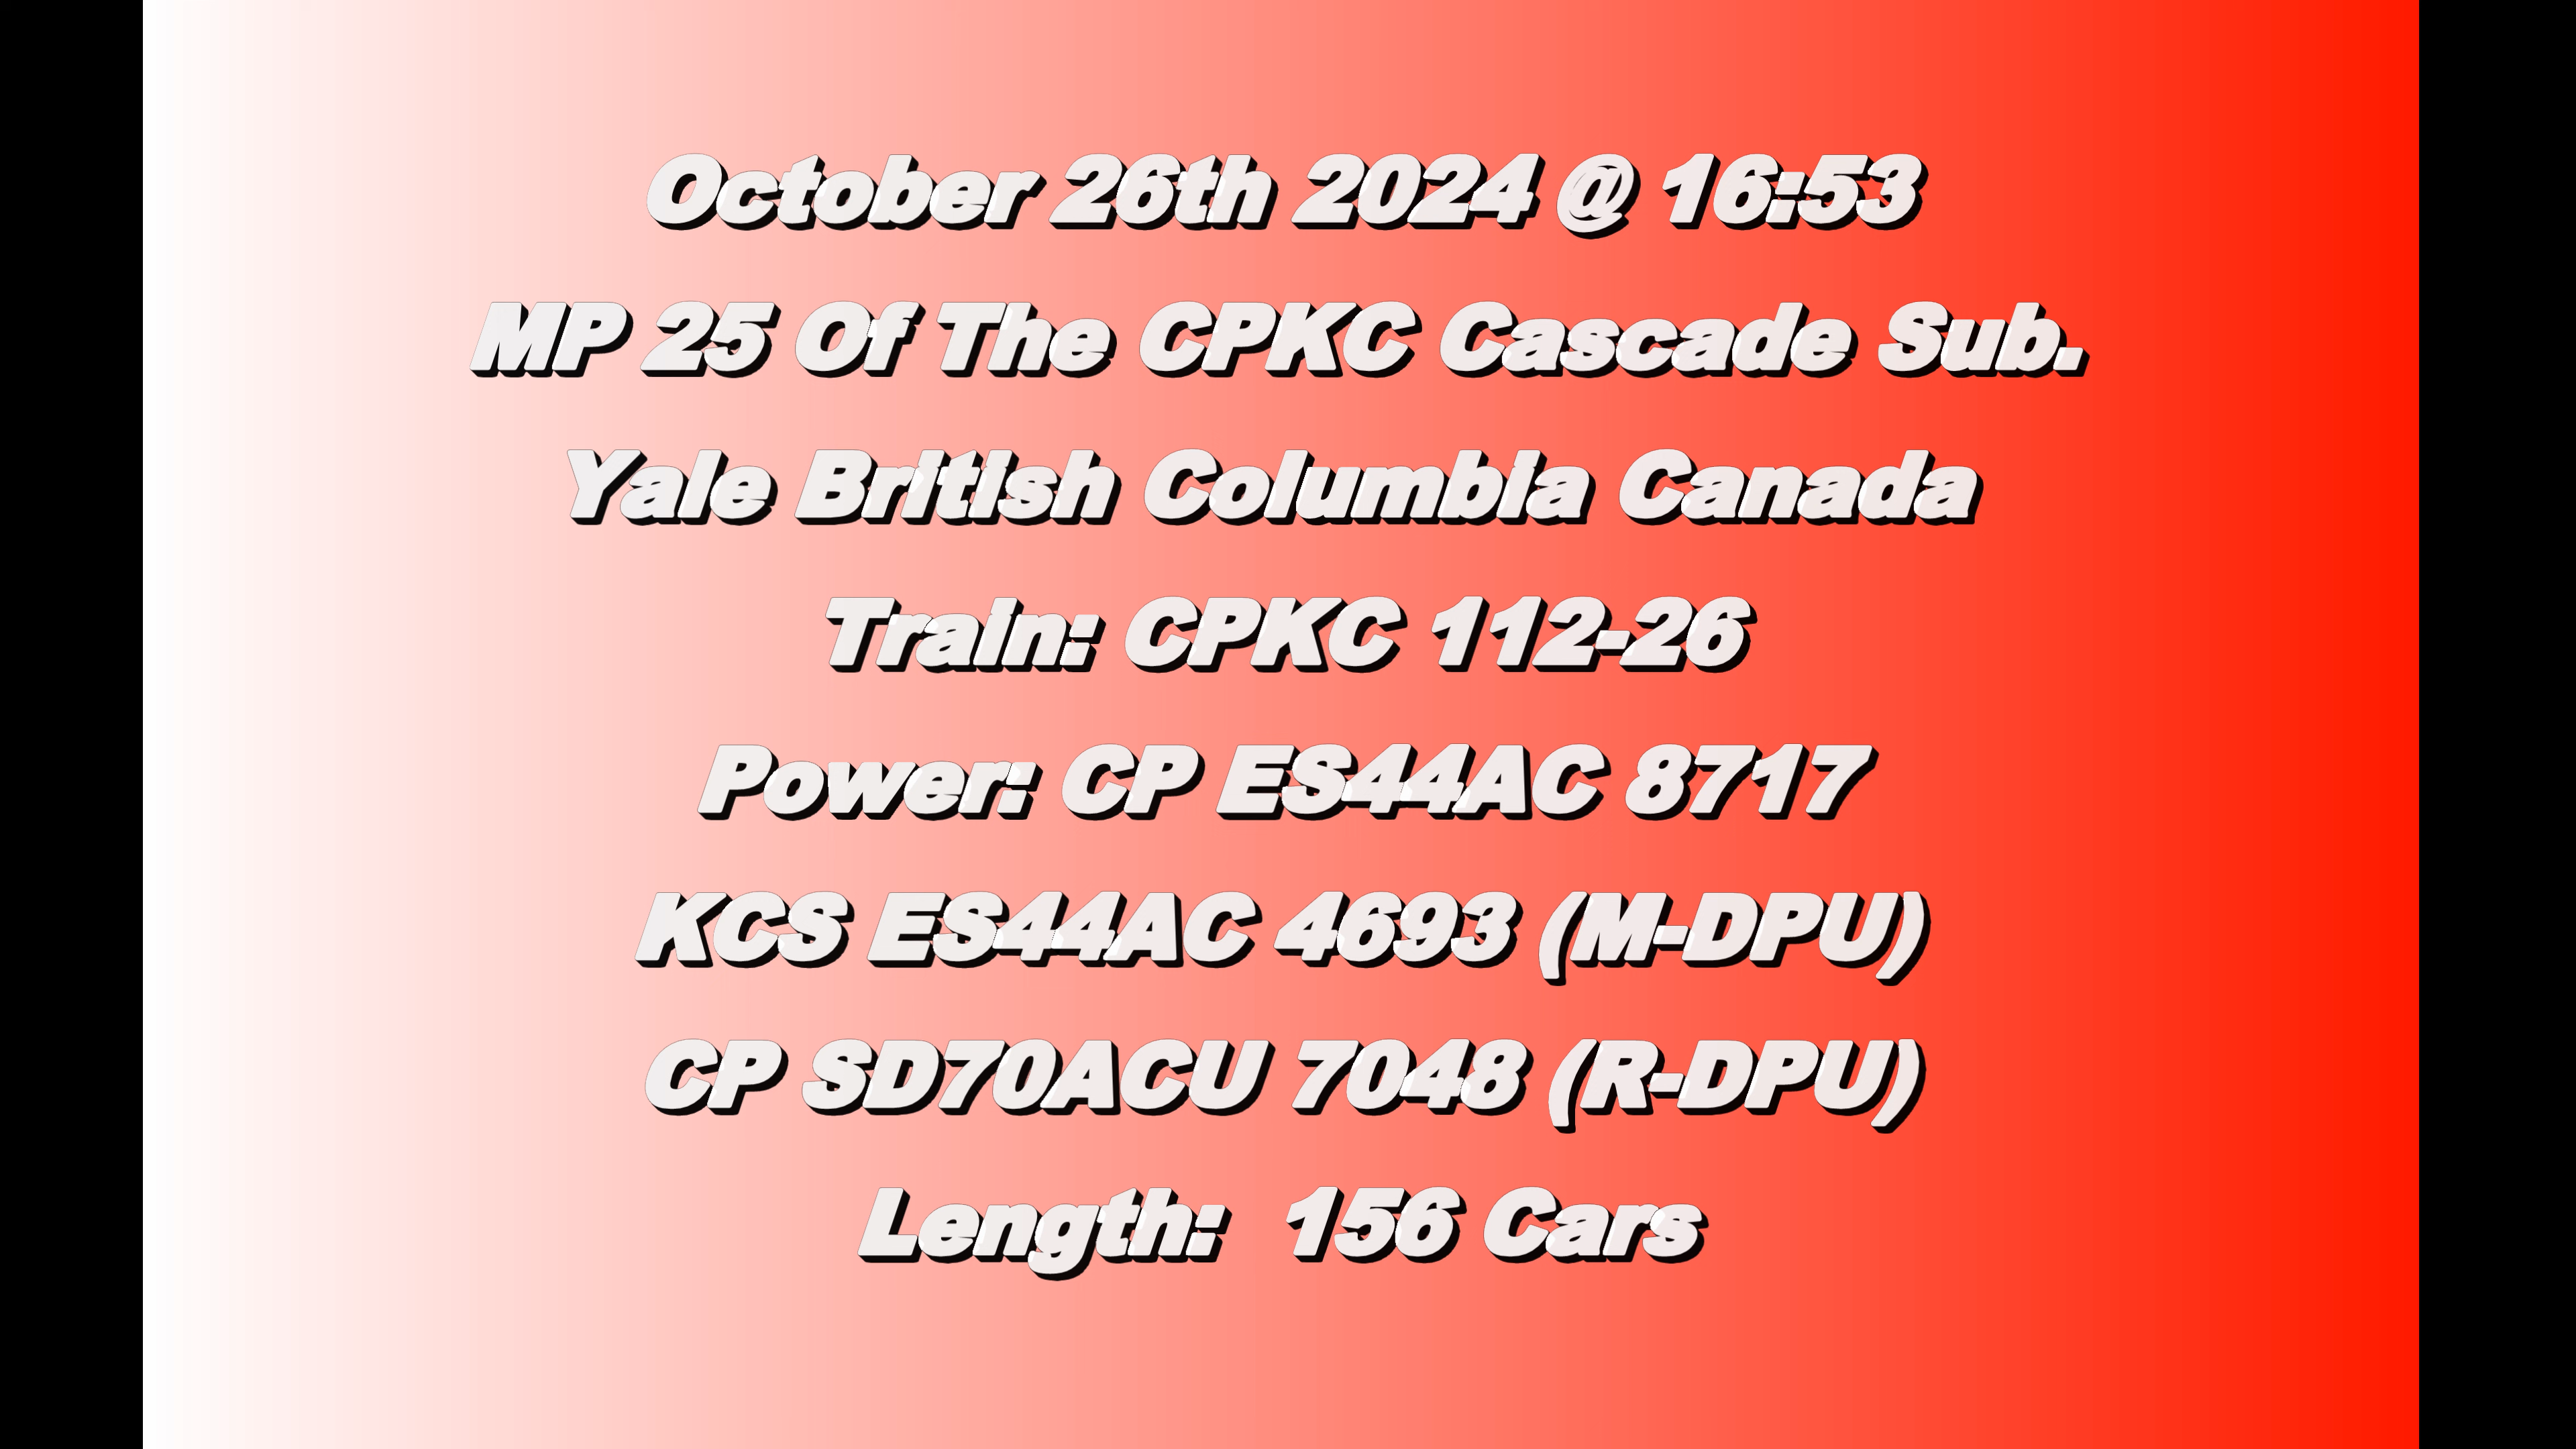 October 26th 2024 @ 16:53
MP 25 Of The CPKC Cascade Sub.
Yale British Columbia Canada
Train: CPKC 112-26
Power: CP ES44AC 8717
KCS ES44AC 4693 (M-DPU)
CP SD70ACU 7048 (R-DPU)
Length:  156 Cars